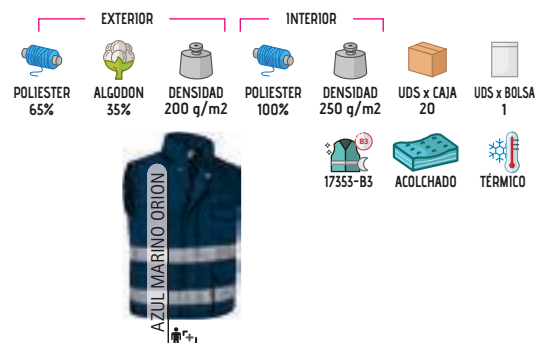 EXTERIOR
INTERIOR
POLIESTER
65%
ALGODON
35%
DENSIDAD
200 g/m2
POLIESTER
100%
DENSIDAD
250 g/m2
UDS x CAJA
20
UDS x BOLSA
1
B3
17353-B3
ACOLCHADO
TÉRMICO
AZUL MARINO ORION